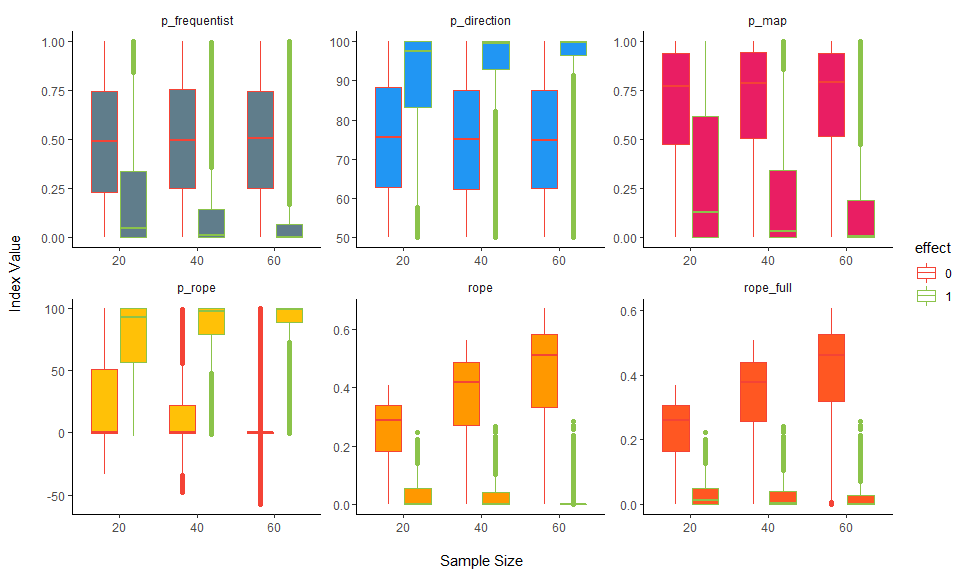 p_frequentist p_direction p_map
1.00 100 1.00
90
0.75 0.75
80
0.50 0.50
70
0.25 0.25
60
0.00 50 0.00
20 40 60 20 40 60 20 40 60
p_rope rope rope_full
100 0.6 0.6
50 0.4 0.4
0 0.2 0.2
-50 0.0 0.0
20 40 60 20 40 60 20 40 60
Index Value
Sample Size
effect
0
1